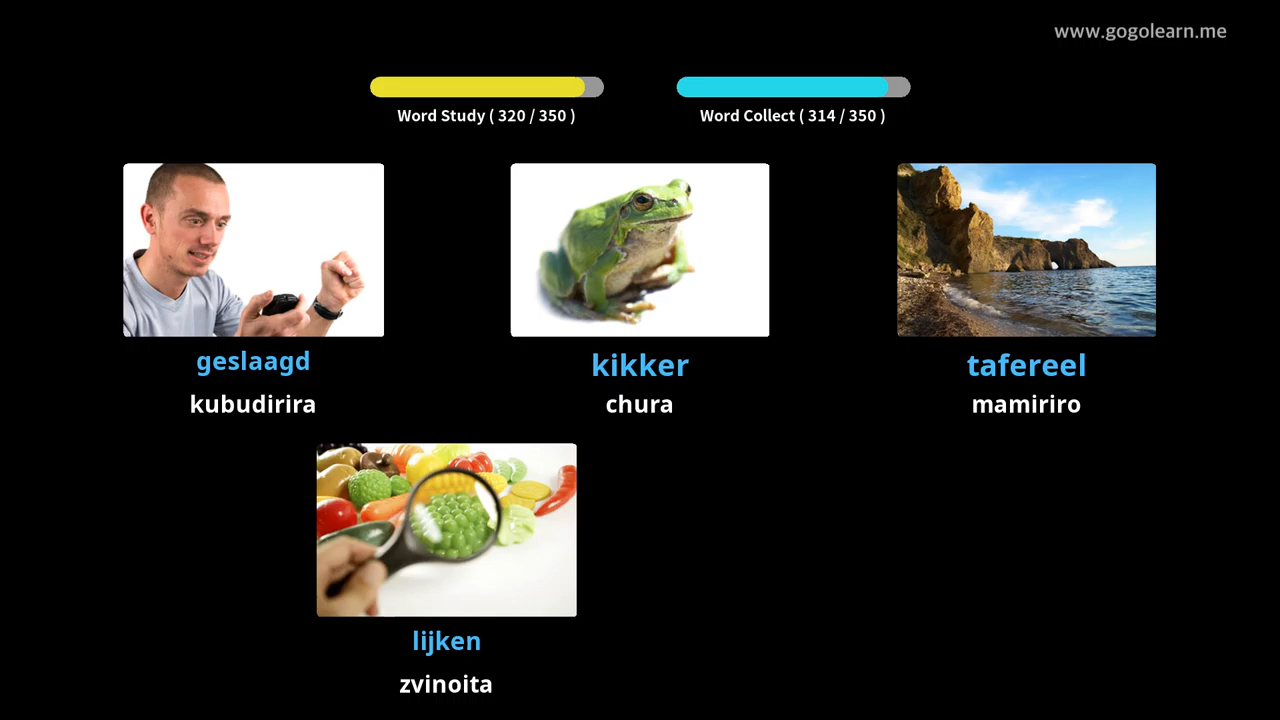 www.gogolearn.me
Word Study ( 320 / 350 )
Word Collect ( 314 / 350 )
geslaagd
kubudirira
kikker
chura
tafereel
mamiriro
lijken
zvinoita